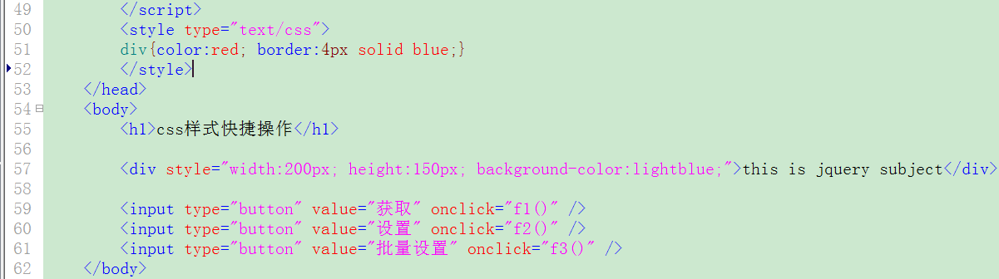 49 </script>
50 <style type="text/css">
51 div{color:red; border:4px solid blue;}
52 </style>
53 </head>
54 <body>
55 <h1>css样式快捷操作</h1>
56
57 <div style="width:200px; height:150px; background-color:lightblue;">this is jquery subject</div>
58
59 <input type="button" value="获取" onclick="f1()" />
60 <input type="button" value="设置" onclick="f2()" />
61 <input type="button" value="批量设置" onclick="f3()" />
62 </body>